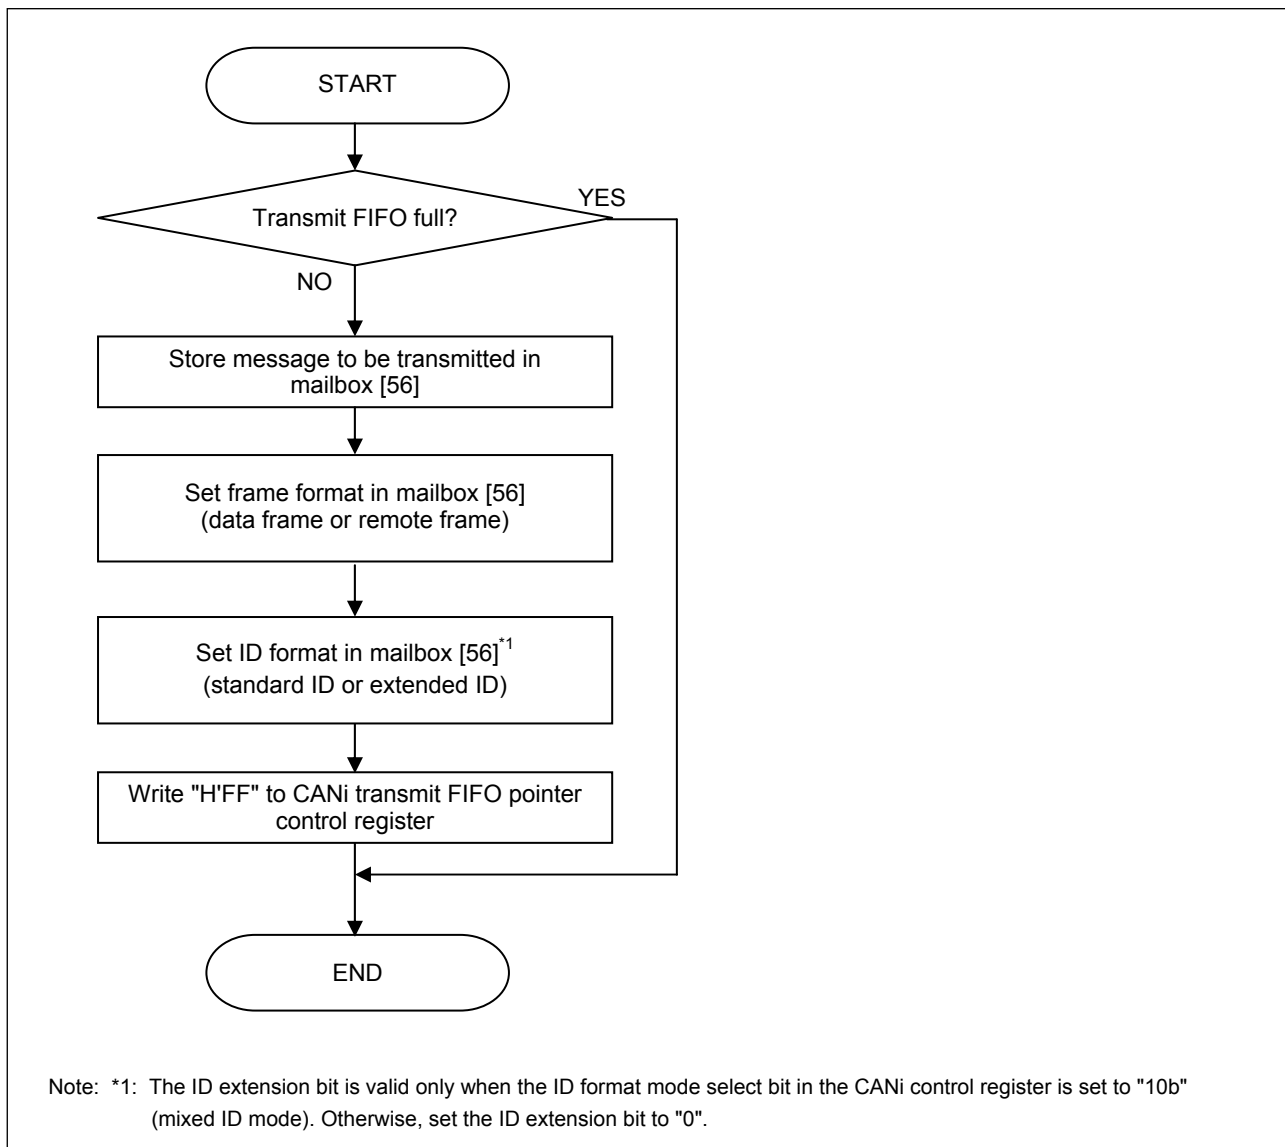 START
Transmit FIFO full?
YES
NO
Store message to be transmitted in
mailbox [56]
Set frame format in mailbox [56]
(data frame or remote frame)
Set ID format in mailbox [56]*1
(standard ID or extended ID)
Write "H'FF" to CANi transmit FIFO pointer
control register
END
Note: *1: The ID extension bit is valid only when the ID format mode select bit in the CANi control register is set to "10b"
(mixed ID mode). Otherwise, set the ID extension bit to "0".